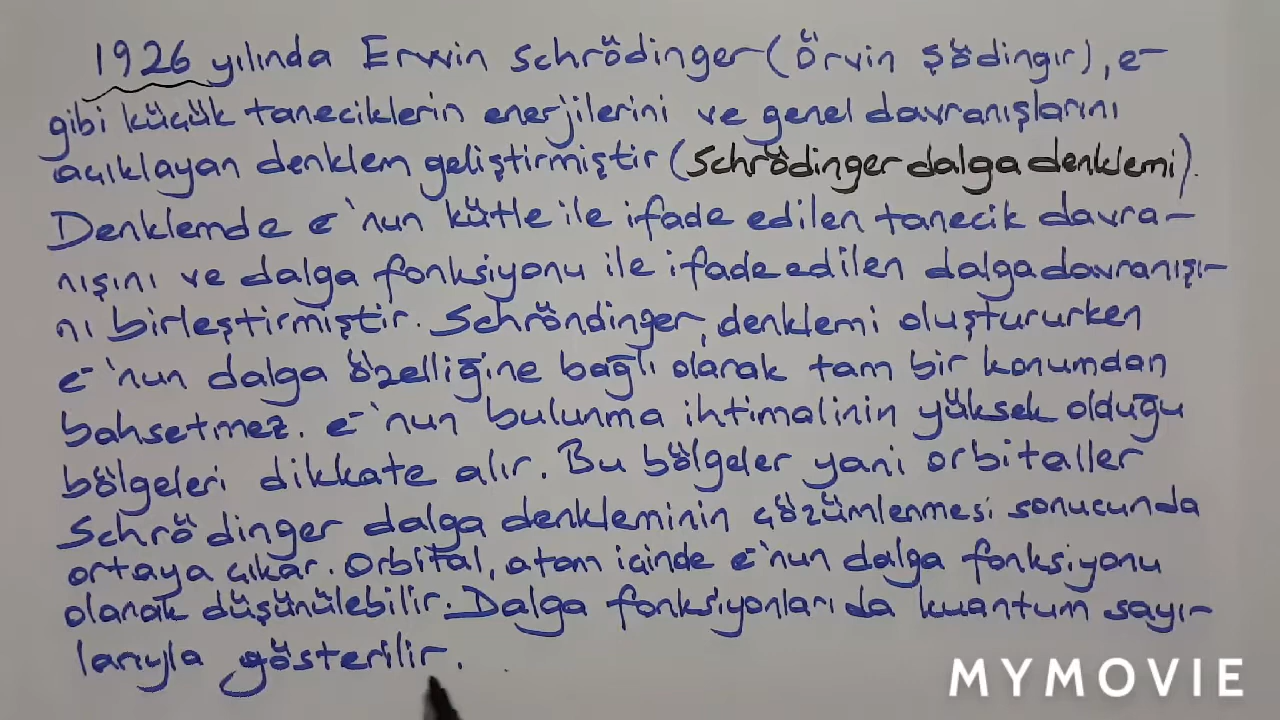 1926 yılında Erwin Schrödinger (Örvin Şödingır), e-
gibi küçük taneciklerin enerjilerini ve genel davranışlarını
açıklayan denklem geliştirmiştir (Schrödinger dalga denklemi).
Denklemde e-'nun kütle ile ifade edilen tanecik davra-
nışını ve dalga fonksiyonu ile ifade edilen dalga davranışı-
nı birleştirmiştir. Schröndinger, denklemi oluştururken
e-'nun dalga özelliğine bağlı olarak tam bir konumdan
bahsetmez. e-'nun bulunma ihtimalinin yüksek olduğu
bölgeleri dikkate alır. Bu bölgeler yani orbitaller
Schrödinger dalga denkleminin çözümlenmesi sonucunda
ortaya çıkar. Orbital, atom içinde e-'nun dalga fonksiyonu
olarak düşünülebilir. Dalga fonksiyonları da kuantum sayı-
larıyla gösterilir.
MYMOVIE